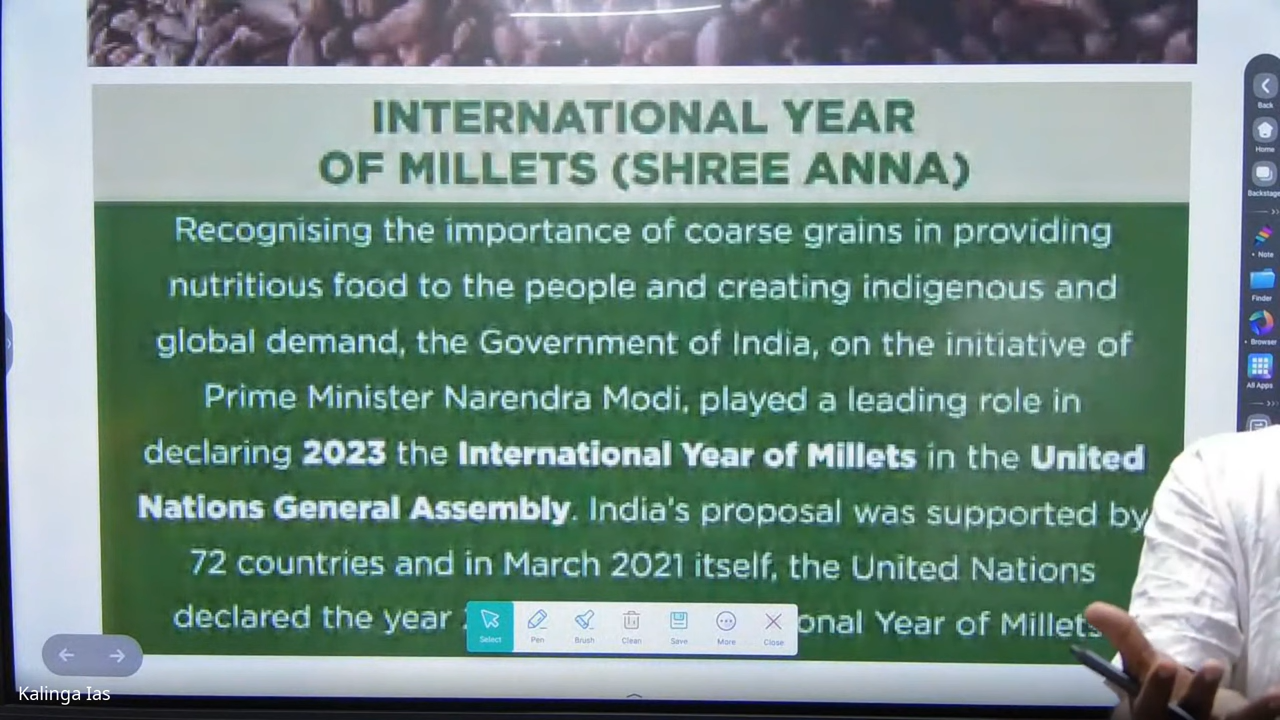 INTERNATIONAL YEAR
OF MILLETS (SHREE ANNA)
Recognising the importance of coarse grains in providing
nutritious food to the people and creating indigenous and
global demand, the Government of India, on the initiative of
Prime Minister Narendra Modi, played a leading role in
declaring 2023 the International Year of Millets in the United
Nations General Assembly. India's proposal was supported by
72 countries and in March 2021 itself, the United Nations
declared the year onal Year of Millets
Select Pen Brush Clean Save More Close
Back
Home
Backstage
Note
Finder
Browser
All Apps
Kalinga Ias